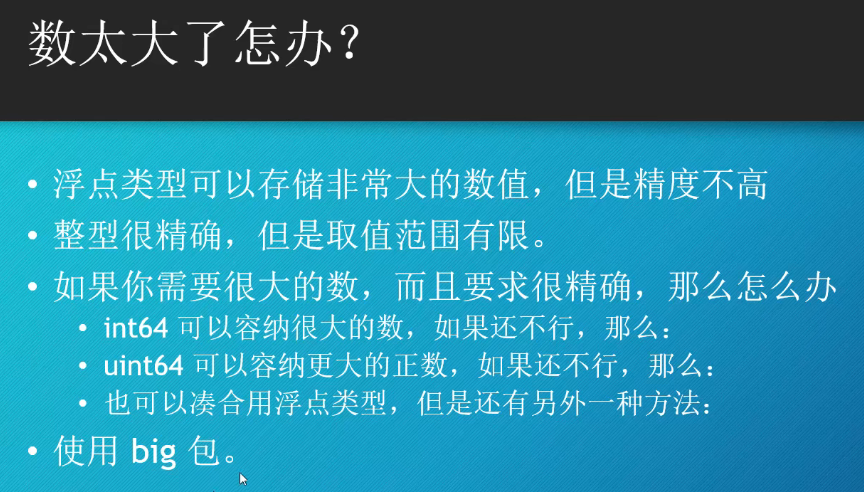 数太大了怎办？
• 浮点类型可以存储非常大的数值，但是精度不高
• 整型很精确，但是取值范围有限。
• 如果你需要很大的数，而且要求很精确，那么怎么办
• int64 可以容纳很大的数，如果还不行，那么：
• uint64 可以容纳更大的正数，如果还不行，那么：
• 也可以凑合用浮点类型，但是还有另外一种方法：
• 使用 big 包。